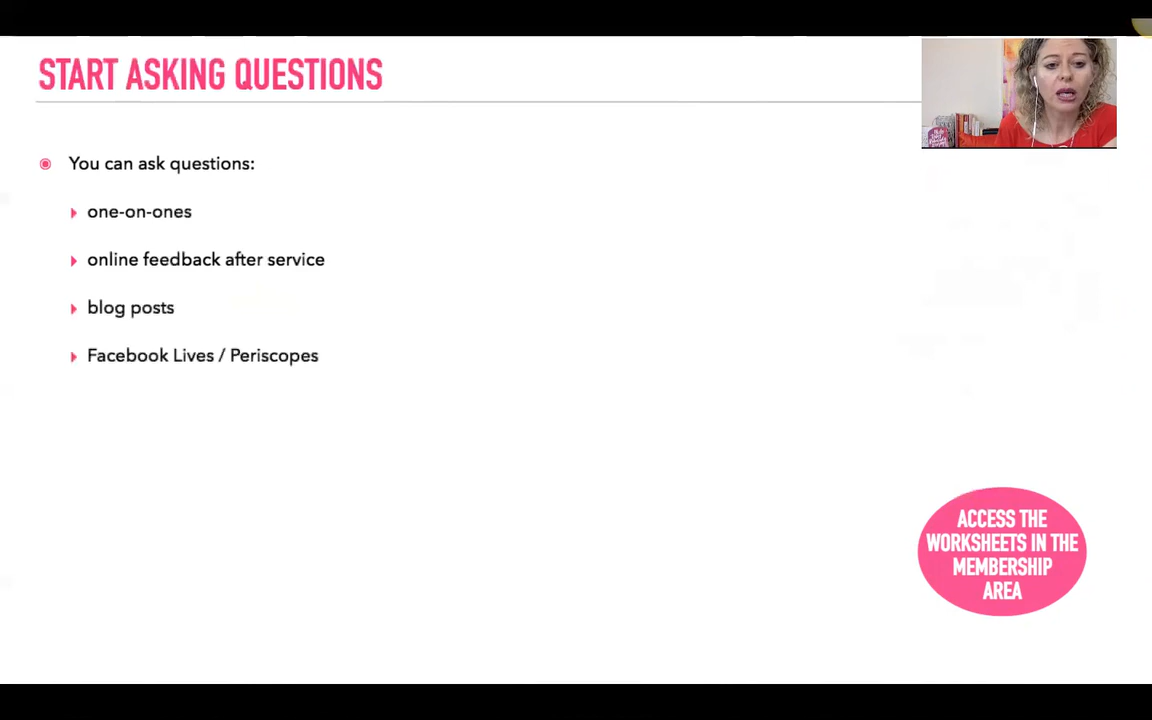 START ASKING QUESTIONS
You can ask questions:
one-on-ones
online feedback after service
blog posts
Facebook Lives / Periscopes
ACCESS THE
WORKSHEETS IN THE
MEMBERSHIP
AREA